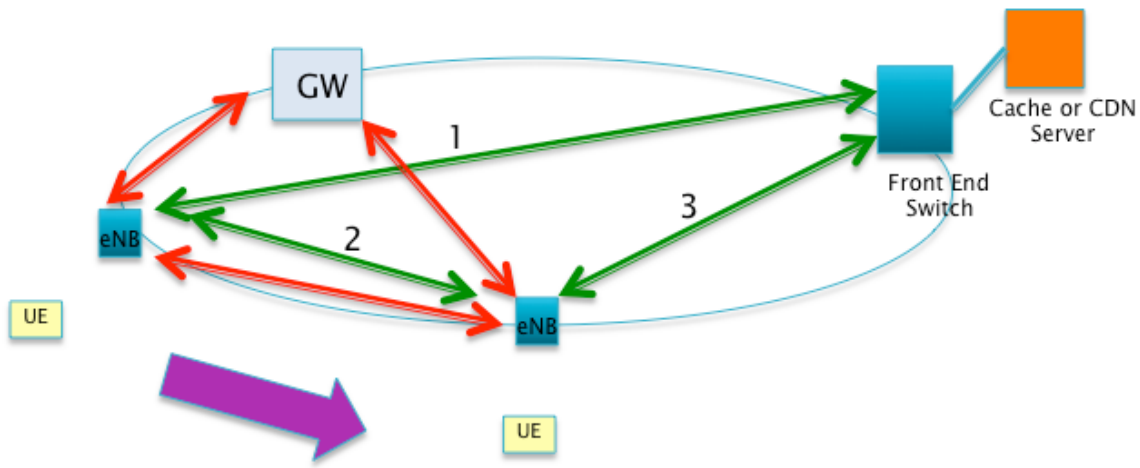 GW
1
Cache or CDN
Server
Front End
Switch
3
eNB
2
eNB
UE
UE